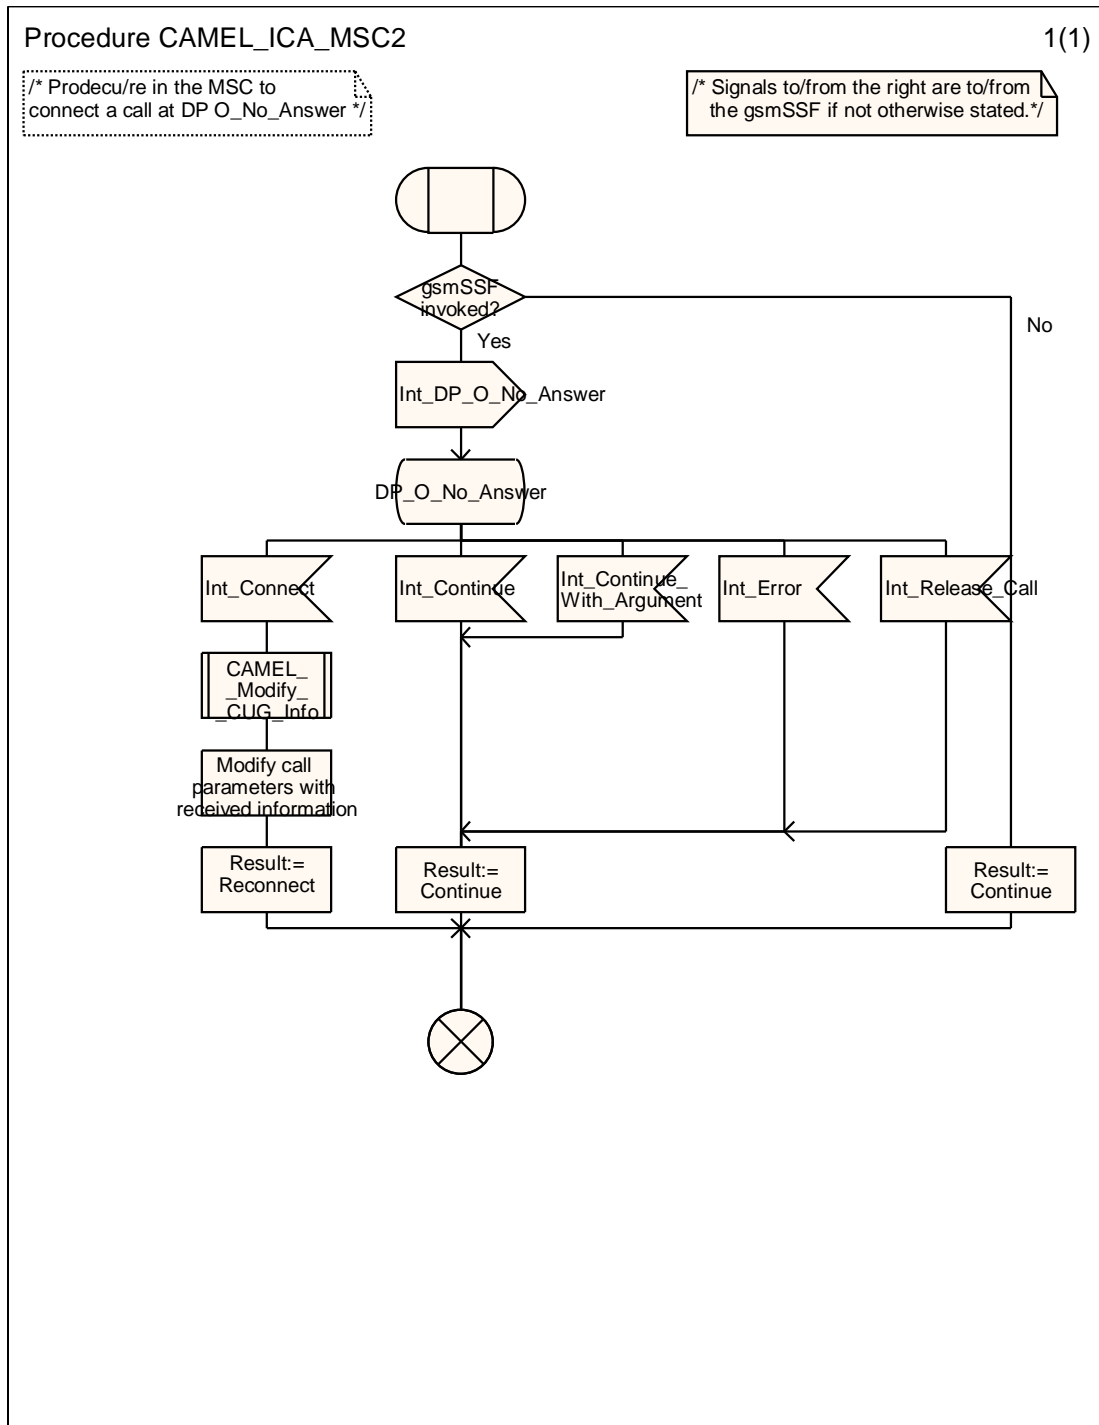 Procedure CAMEL_ICA_MSC2
1(1)
/* Prodecu/re in the MSC to
connect a call at DP O_No_Answer */
/* Signals to/from the right are to/from
the gsmSSF if not otherwise stated.*/
gsmSSF
invoked?
No
Yes
Int_DP_O_No_Answer
DP_O_No_Answer
Int_Connect
Int_Continue
Int_Continue_
With_Argument
Int_Error
Int_Release_Call
CAMEL_
_Modify_
_CUG_Info
Modify call
parameters with
received information
Result:=
Reconnect
Result:=
Continue
Result:=
Continue